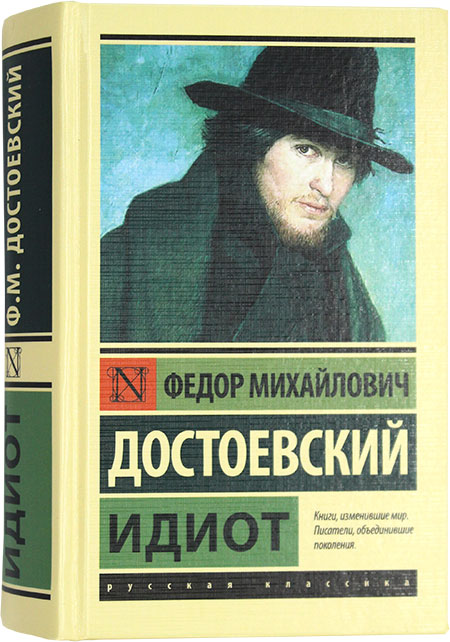 Ф.М. ДОСТОЕВСКИЙ
N
ИДИОТ
N
ФЕДОР МИХАЙЛОВИЧ
ДОСТОЕВСКИЙ
ИДИОТ
Книги, изменившие мир.
Писатели, объединившие
поколения.
русская классика